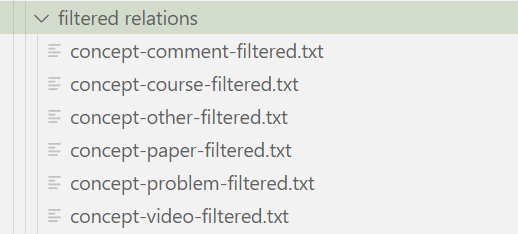 filtered relations
concept-comment-filtered.txt
concept-course-filtered.txt
concept-other-filtered.txt
concept-paper-filtered.txt
concept-problem-filtered.txt
concept-video-filtered.txt